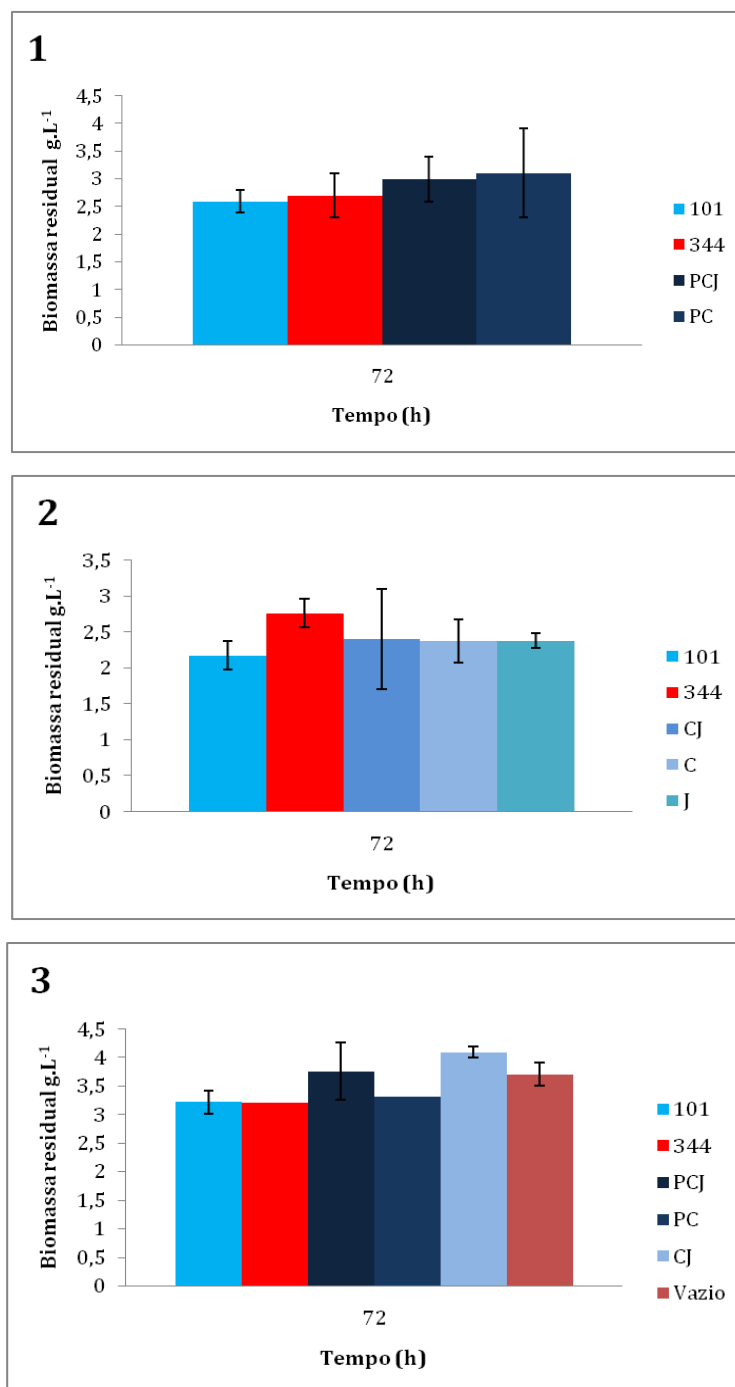 1
Biomassa residual g.L⁻¹
4,5
4
3,5
3
2,5
2
1,5
1
0,5
0
72
Tempo (h)
101
344
PCJ
PC
2
Biomassa residual g.L⁻¹
3,5
3
2,5
2
1,5
1
0,5
0
72
Tempo (h)
101
344
CJ
C
J
3
Biomassa residual g.L⁻¹
4,5
4
3,5
3
2,5
2
1,5
1
0,5
0
72
Tempo (h)
101
344
PCJ
PC
CJ
Vazio